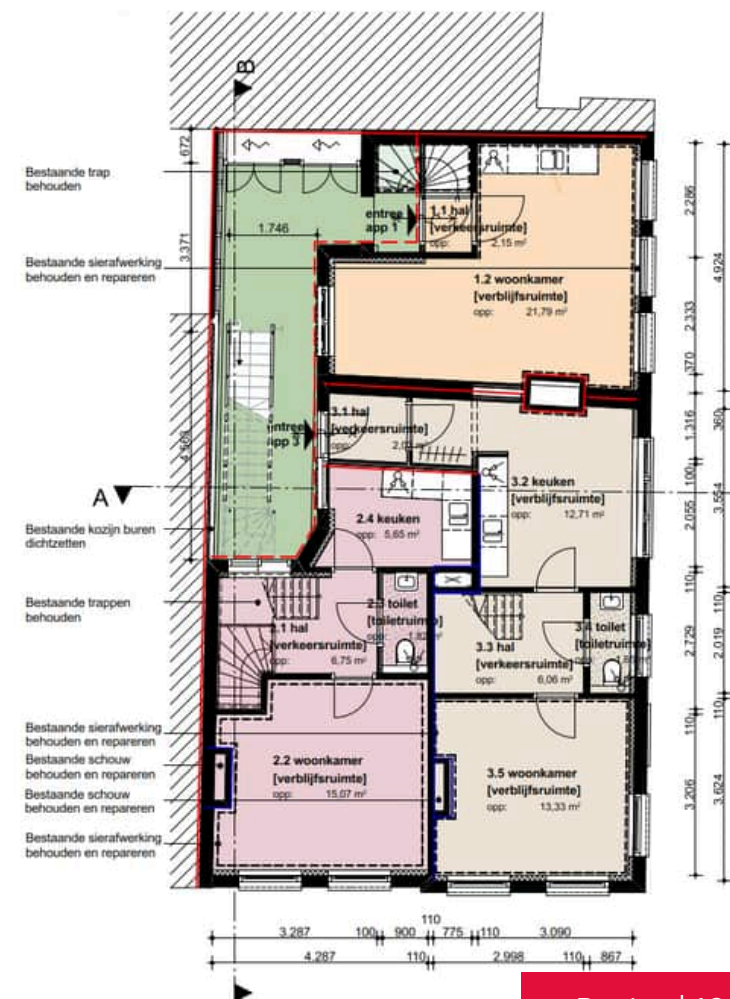 B
672
Bestaande trap
behouden
entree
app 1
1.1 hal
[verkeersruimte]
opp: 2,15 m²
1.746
3.371
2.286
4.924
Bestaande sierafwerking
behouden en repareren
1.2 woonkamer
[verblijfsruimte]
opp: 21,79 m²
2.333
370
3.1 hal
[verkeersruimte]
opp:
entree
app 3
1.316
360
3.2 keuken
[verblijfsruimte]
opp: 12,71 m²
100
3.554
A
2.4 keuken
opp: 5,65 m²
2.055
Bestaande kozijn buren
dichtzetten
110
110
Bestaande trappen
behouden
2.1 hal
[verkeersruimte]
opp: 6,75 m²
2.3 toilet
[toiletruimte]
3.3 hal
[verkeersruimte]
opp: 6,06 m²
3.4 toilet
[toiletruimte]
2.729
2.019
110
110
Bestaande sierafwerking
behouden en repareren
Bestaande schouw
behouden en repareren
Bestaande schouw
behouden en repareren
Bestaande sierafwerking
behouden en repareren
2.2 woonkamer
[verblijfsruimte]
opp: 15,07 m²
3.5 woonkamer
[verblijfsruimte]
opp: 13,33 m²
3.206
3.624
110
3.287 100 900 775 110 3.090
4.287 110 2.998 110 867